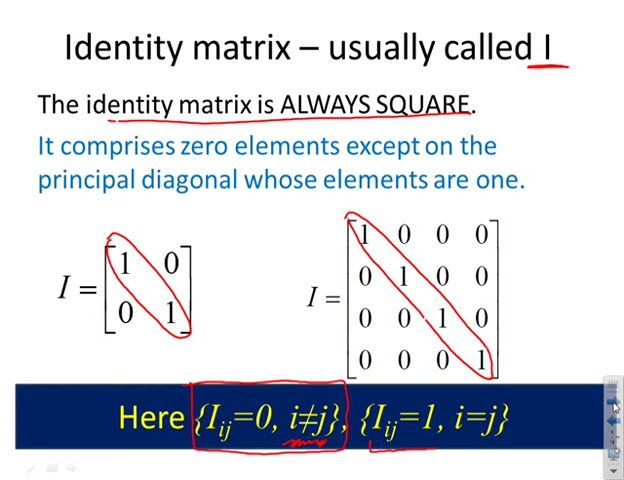 Identity matrix – usually called I
The identity matrix is ALWAYS SQUARE.
It comprises zero elements except on the
principal diagonal whose elements are one.
I = [1 0
0 1]
I = [1 0 0 0
0 1 0 0
0 0 1 0
0 0 0 1]
Here {I_ij=0, i≠j}, {I_ij=1, i=j}